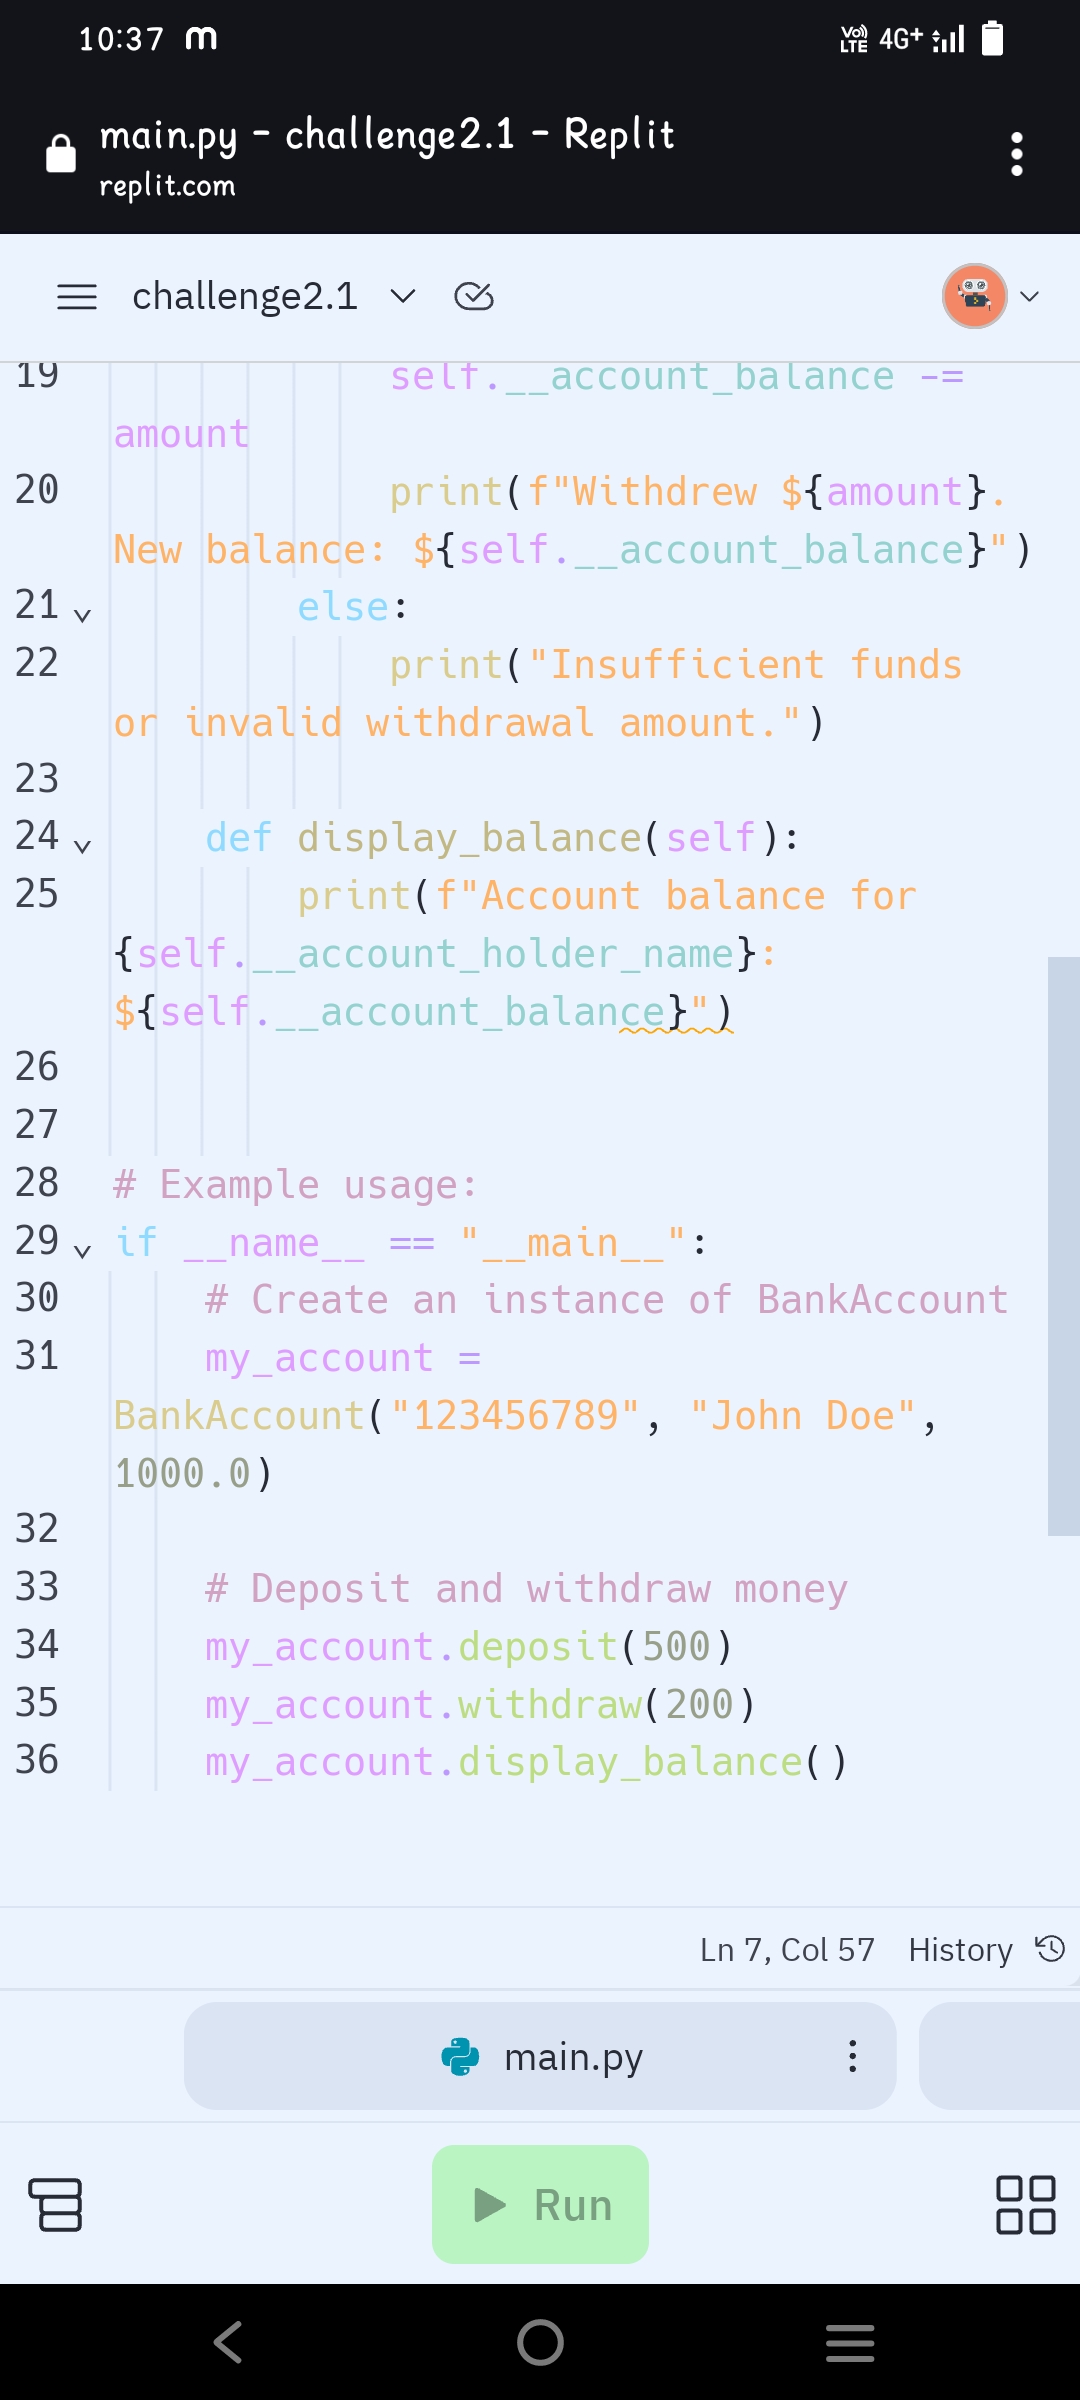 10:37 m VoLTE 4G+
main.py - challenge2.1 - Replit
replit.com
challenge2.1
19 self.__account_balance -=
amount
20 print(f"Withdrew ${amount}.
New balance: ${self.__account_balance}")
21 else:
22 print("Insufficient funds
or invalid withdrawal amount.")
23
24 def display_balance(self):
25 print(f"Account balance for
{self.__account_holder_name}:
${self.__account_balance}")
26
27
28 # Example usage:
29 if __name__ == "__main__":
30 # Create an instance of BankAccount
31 my_account =
BankAccount("123456789", "John Doe",
1000.0)
32
33 # Deposit and withdraw money
34 my_account.deposit(500)
35 my_account.withdraw(200)
36 my_account.display_balance()
Ln 7, Col 57 History
main.py
Run